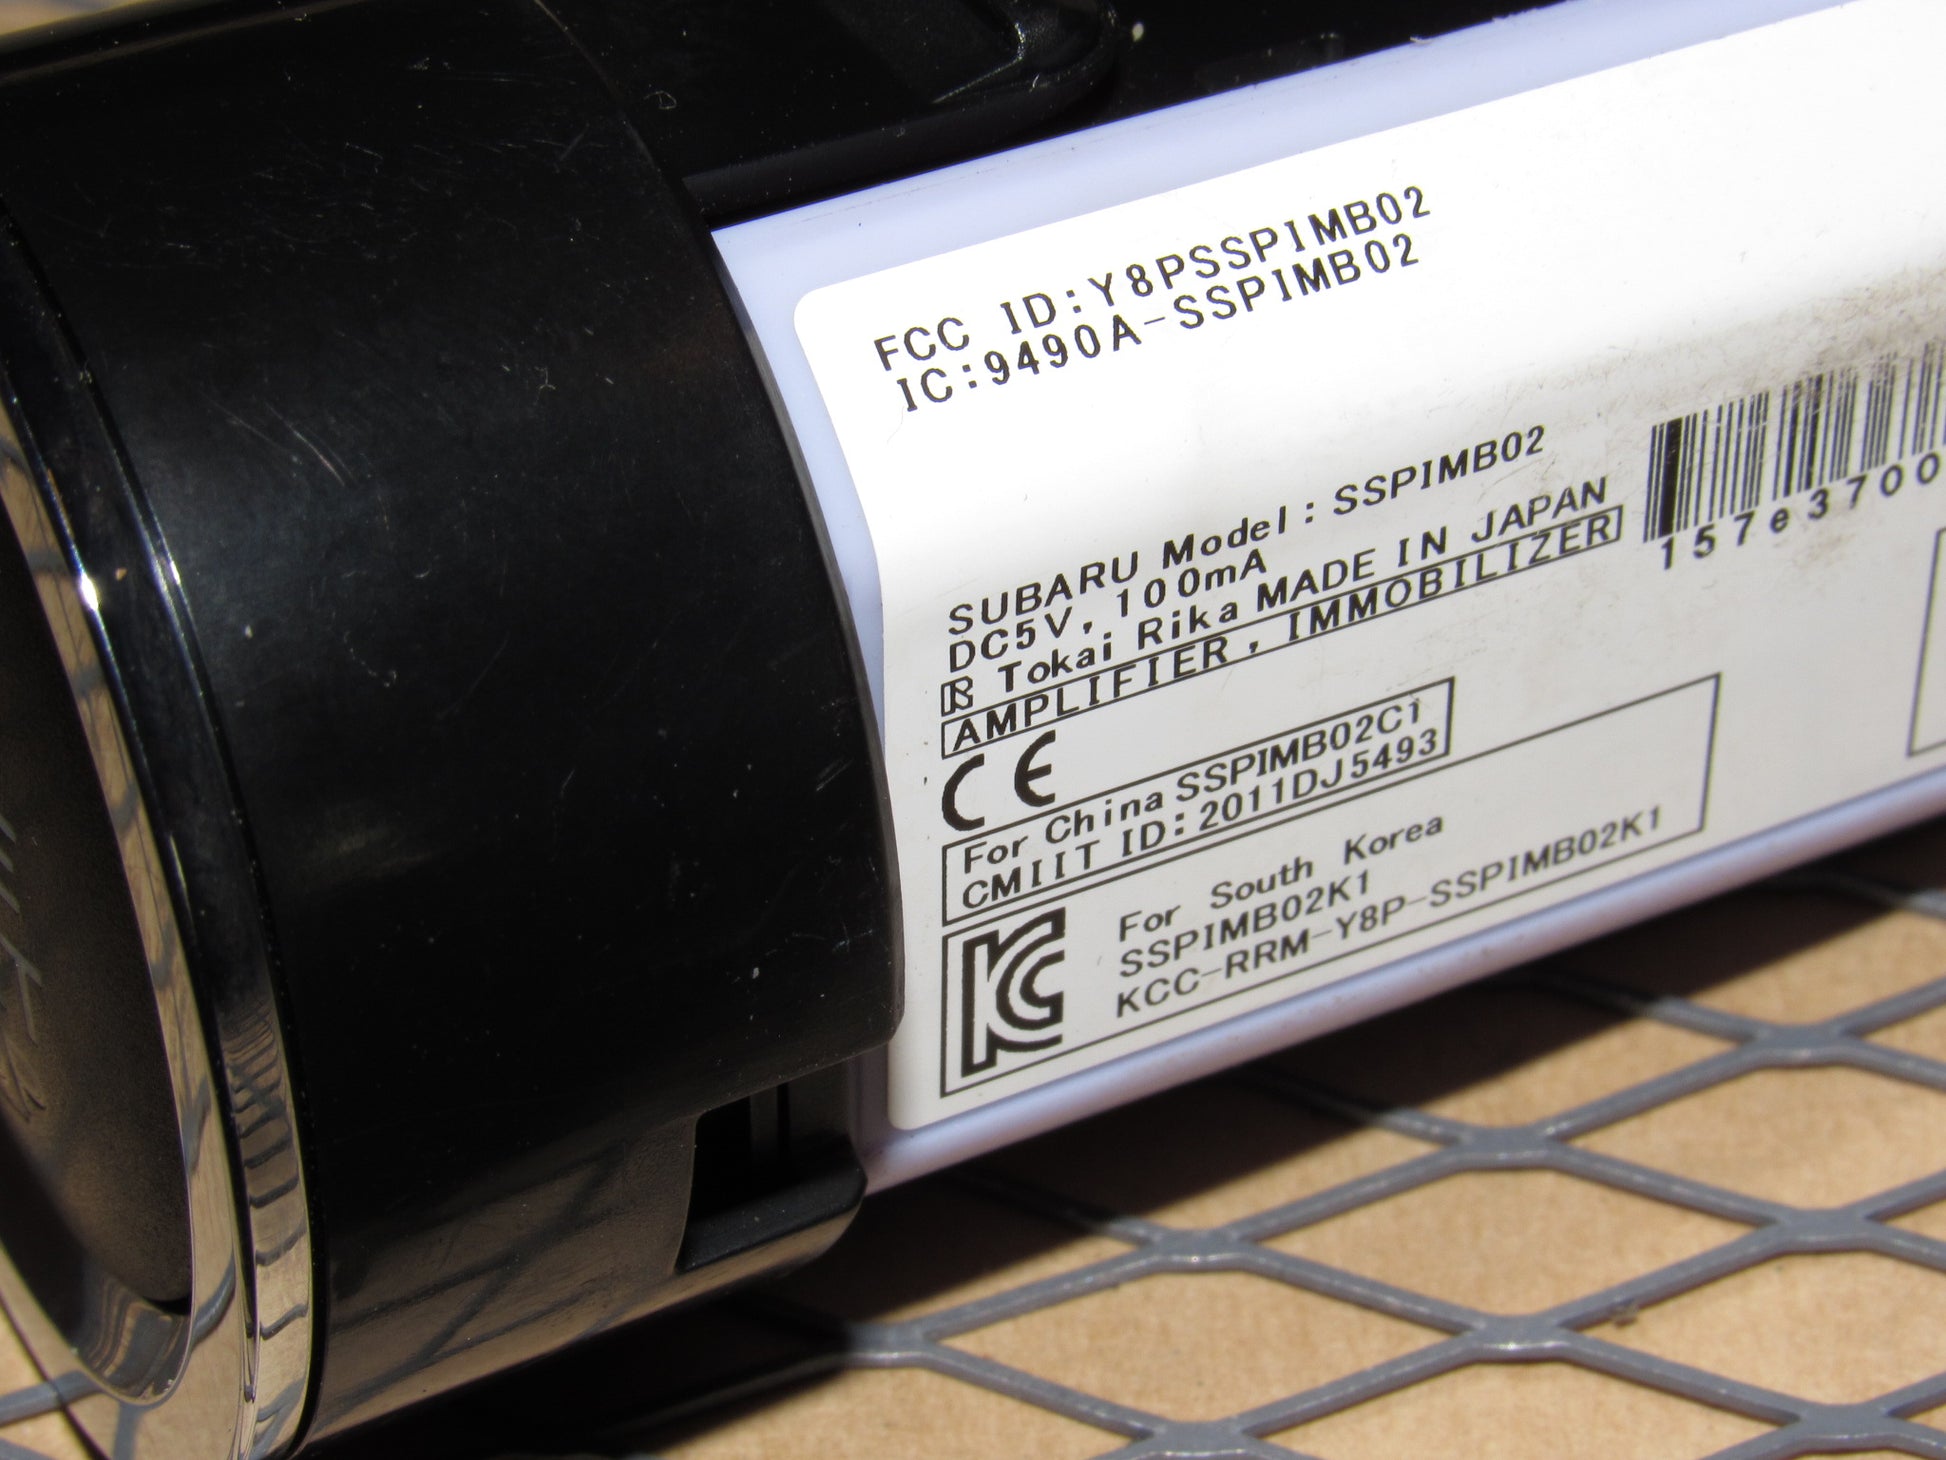 FCC ID:Y8PSSPIMB02
IC:9490A-SSPIMB02
SUBARU Model:SSPIMB02
DC5V, 100mA
Tokai Rika MADE IN JAPAN
AMPLIFIER, IMMOBILIZER
157e3700
CE
For China SSPIMB02C1
CMIIT ID:2011DJ5493
For South Korea
SSPIMB02K1
KCC-RRM-Y8P-SSPIMB02K1